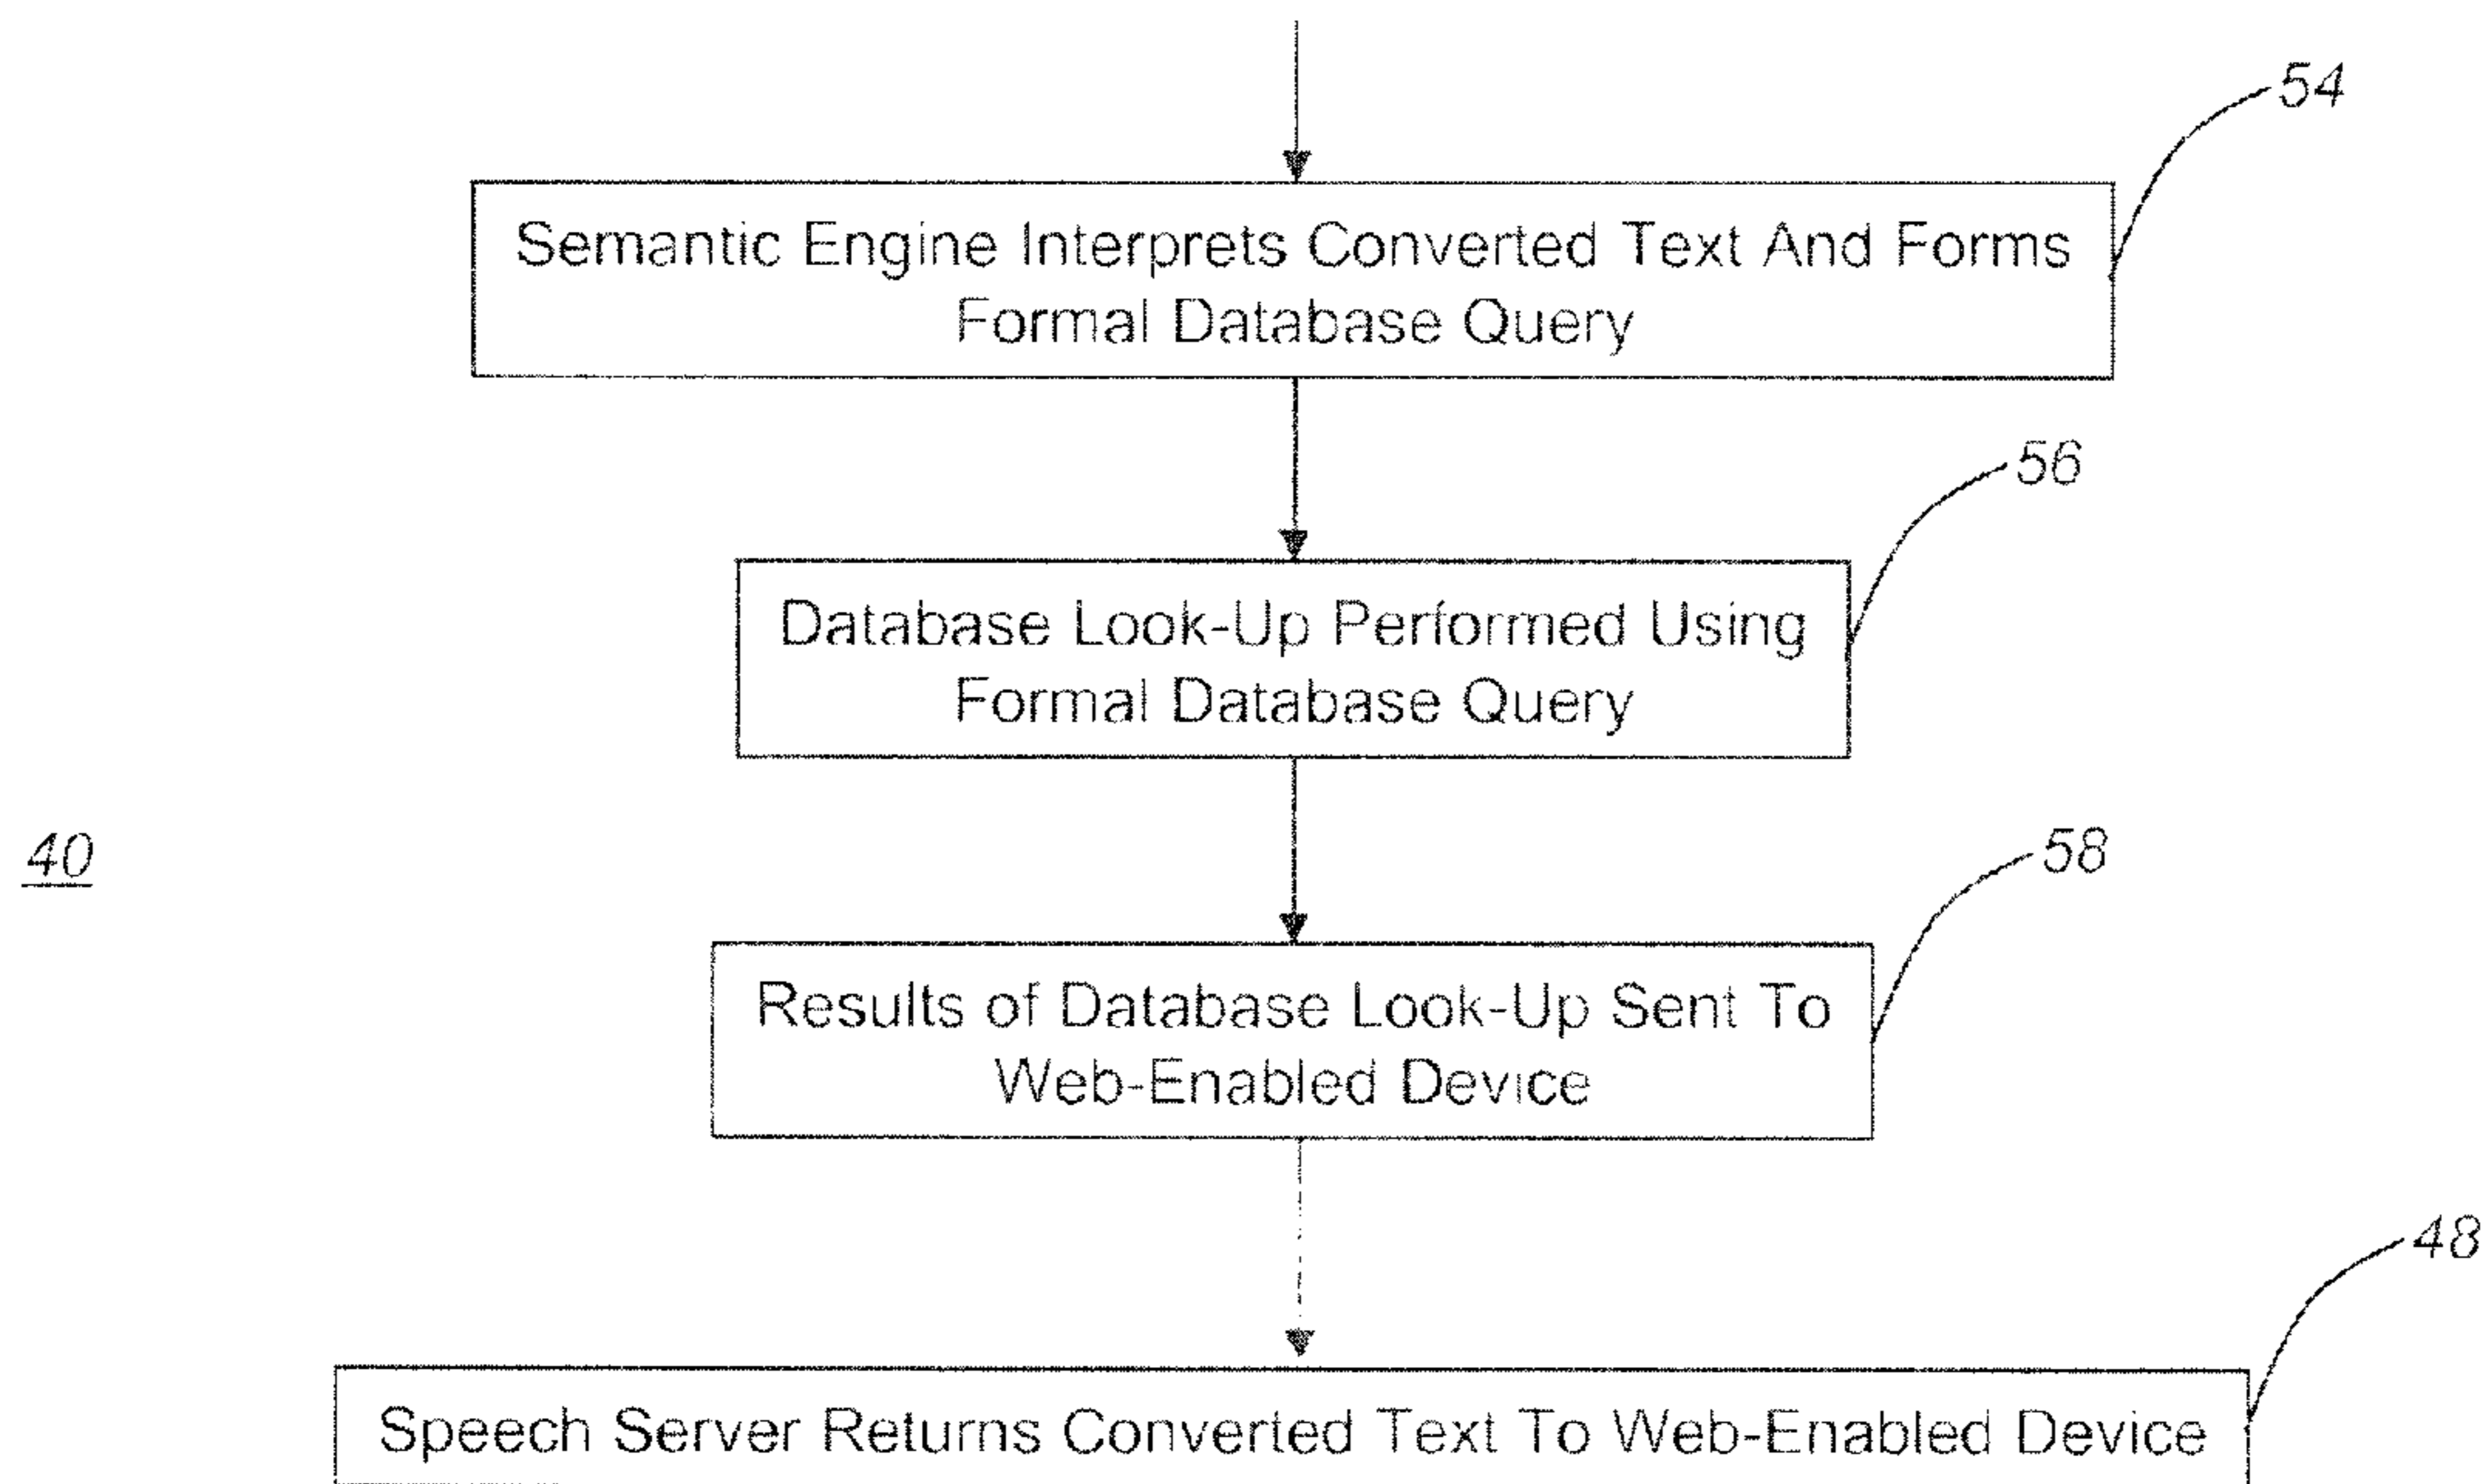 54
Semantic Engine Interprets Converted Text And Forms
Formal Database Query
56
Database Look-Up Performed Using
Formal Database Query
40
58
Results of Database Look-Up Sent To
Web-Enabled Device
48
Speech Server Returns Converted Text To Web-Enabled Device